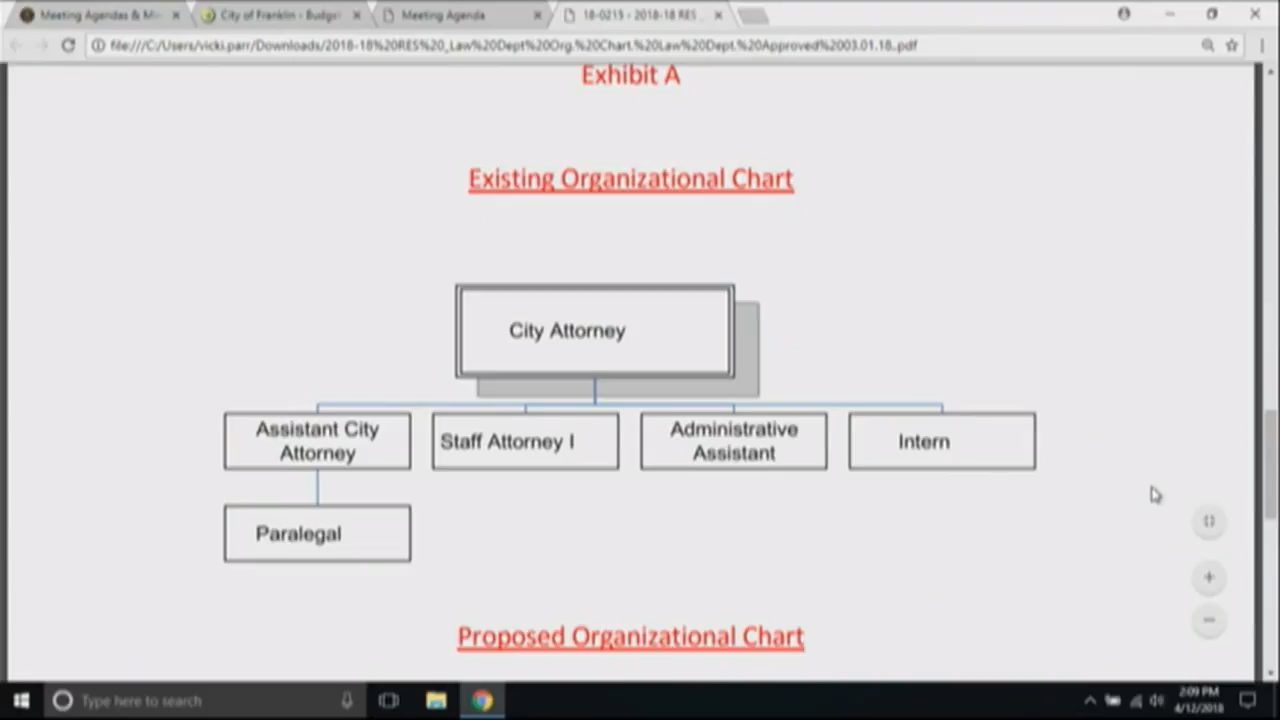 Meeting Agendas & Mi
City of Franklin - Budge
Meeting Agenda
18-0215 - 2018-18 RES
file:///C:/Users/vicki.parr/Downloads/2018-18%20RES%20_Law%20Dept%20Org.%20Chart.%20Law%20Dept.%20Approved%2003.01.18..pdf
Exhibit A
Existing Organizational Chart
City Attorney
Assistant City
Attorney
Staff Attorney I
Administrative
Assistant
Intern
Paralegal
Proposed Organizational Chart
Type here to search
2:09 PM
4/12/2018